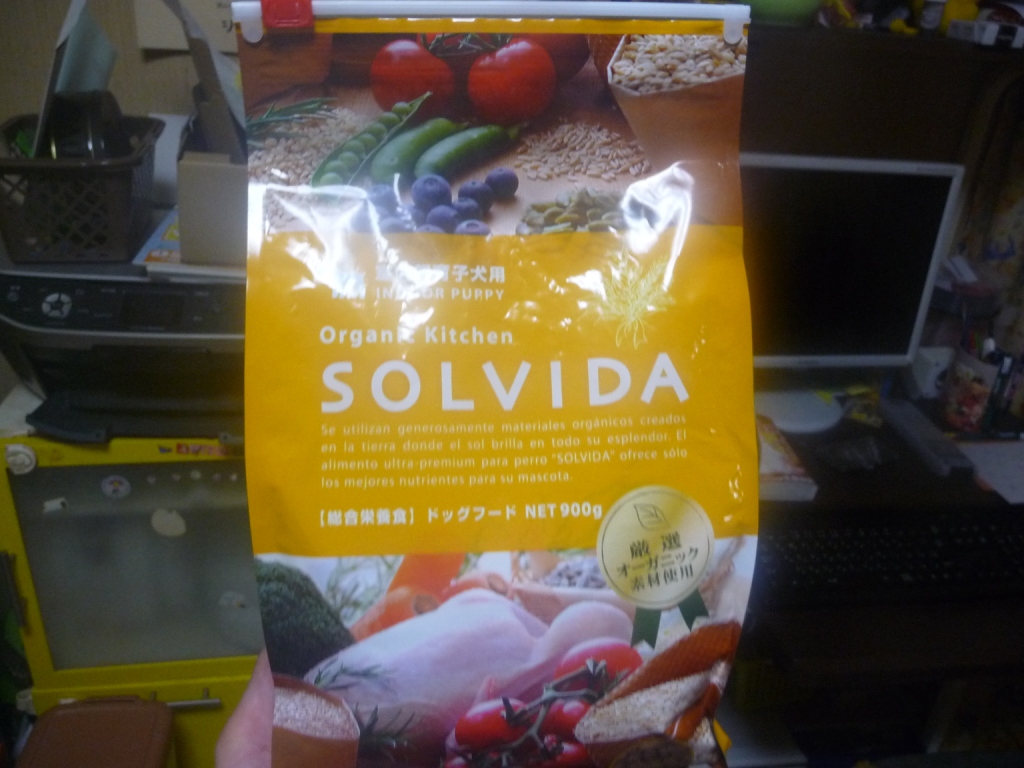 子犬用
INDOOR PUPPY
Organic Kitchen
SOLVIDA
Se utilizan generosamente materiales orgánicos creados
en la tierra donde el sol brilla en todo su esplendor. El
alimento ultra-premium para perro "SOLVIDA" ofrece sólo
los mejores nutrientes para su mascota.
【総合栄養食】 ドッグフード NET 900g
厳選
オーガニック
素材使用